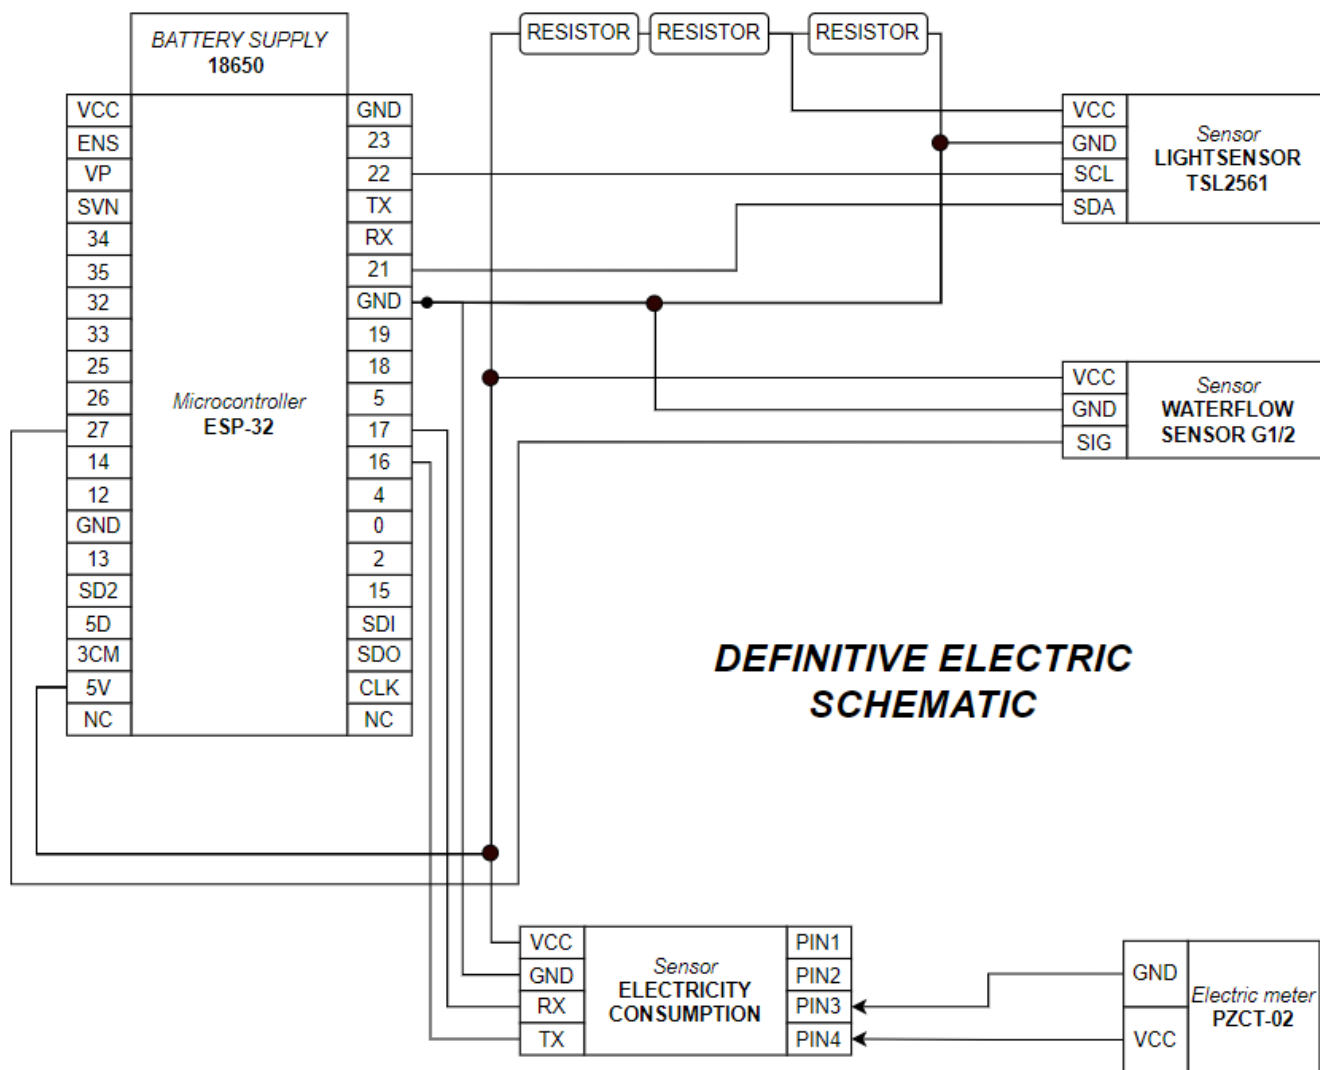 BATTERY SUPPLY
18650
VCC
ENS
VP
SVN
34
35
32
33
25
26
27
14
12
GND
13
SD2
5D
3CM
5V
NC
Microcontroller
ESP-32
GND
23
22
TX
RX
21
GND
19
18
5
17
16
4
0
2
15
SDI
SDO
CLK
NC
RESISTOR
RESISTOR
RESISTOR
VCC
GND
SCL
SDA
Sensor
LIGHTSENSOR
TSL2561
VCC
GND
SIG
Sensor
WATERFLOW
SENSOR G1/2
DEFINITIVE ELECTRIC
SCHEMATIC
VCC
GND
RX
TX
Sensor
ELECTRICITY
CONSUMPTION
PIN1
PIN2
PIN3
PIN4
GND
VCC
Electric meter
PZCT-02